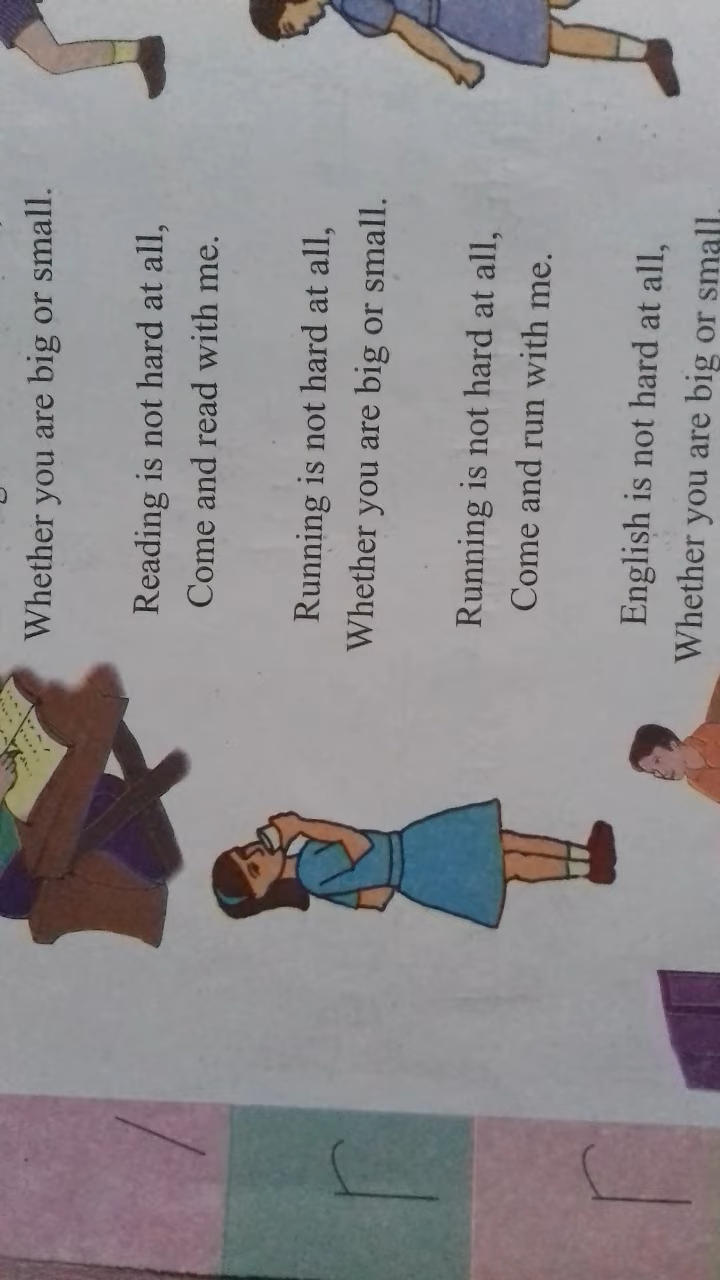 Whether you are big or small.
Reading is not hard at all,
Come and read with me.
Running is not hard at all,
Whether you are big or small.
Running is not hard at all,
Come and run with me.
English is not hard at all,
Whether you are big or small.